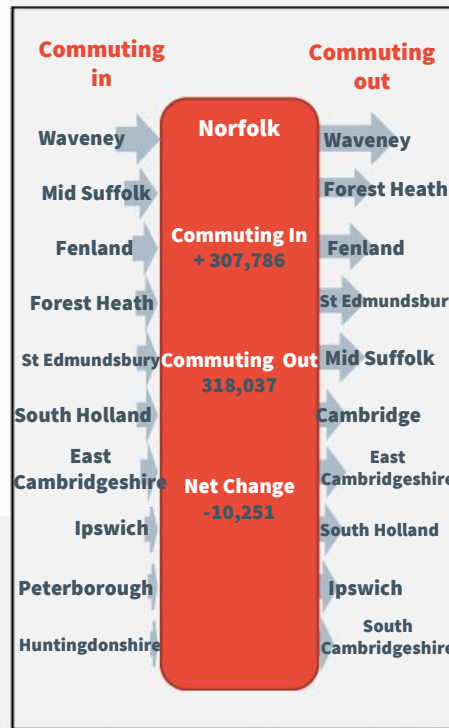 Commuting
in
Commuting
out
Norfolk
Waveney
Waveney
Mid Suffolk
Forest Heath
Commuting In
+ 307,786
Fenland
Fenland
Forest Heath
St Edmundsbur
St Edmundsbury
Commuting Out
318,037
Mid Suffolk
South Holland
Cambridge
East
Cambridgeshire
Net Change
-10,251
East
Cambridgeshire
Ipswich
South Holland
Peterborough
Ipswich
Huntingdonshire
South
Cambridgeshire